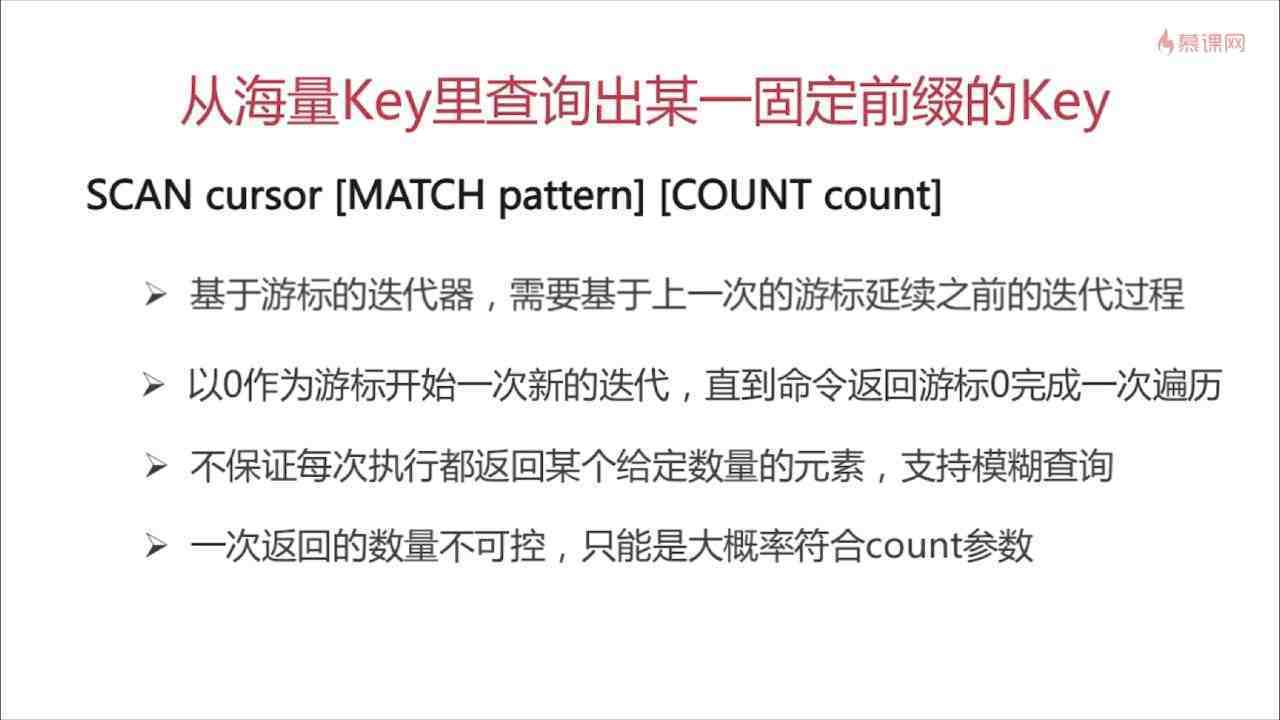 慕课网
从海量Key里查询出某一固定前缀的Key
SCAN cursor [MATCH pattern] [COUNT count]
➢ 基于游标的迭代器，需要基于上一次的游标延续之前的迭代过程
➢ 以0作为游标开始一次新的迭代，直到命令返回游标0完成一次遍历
➢ 不保证每次执行都返回某个给定数量的元素，支持模糊查询
➢ 一次返回的数量不可控，只能是大概率符合count参数